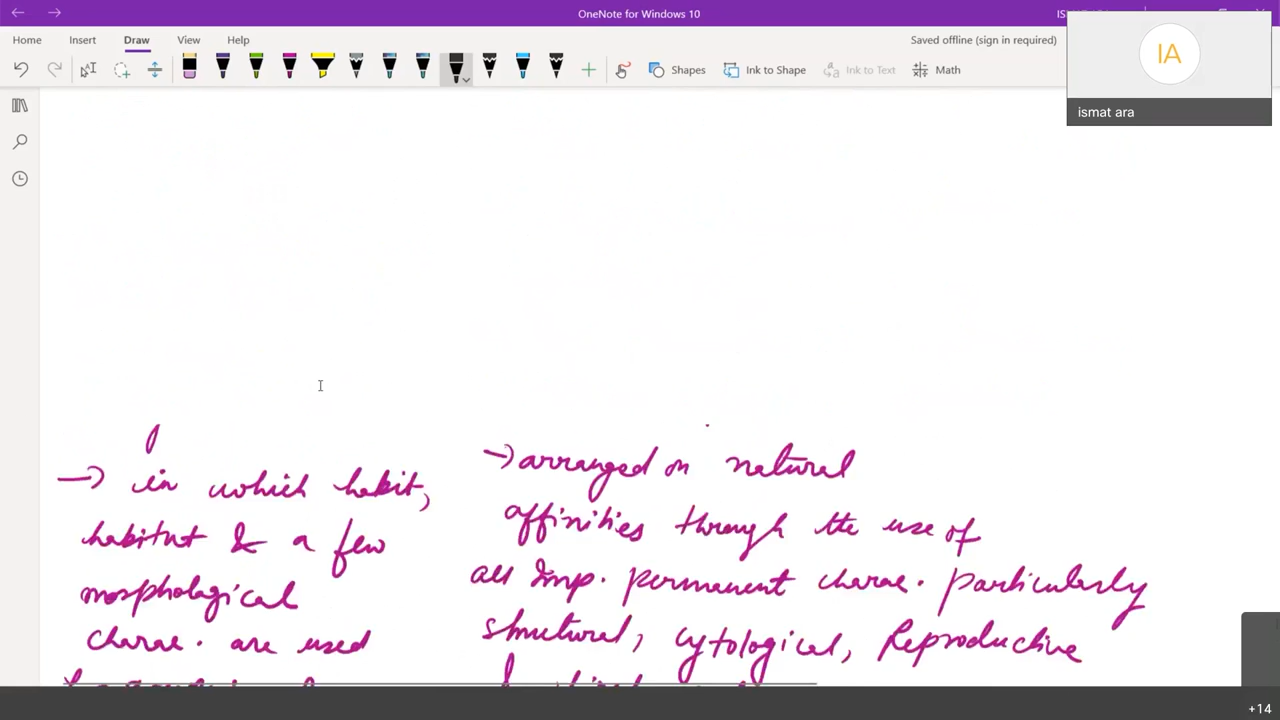 OneNote for Windows 10
Home Insert Draw View Help
Saved offline (sign in required)
IA
Shapes Ink to Shape Ink to Text Math
ismat ara
→ in which habit,
habitat & a few
morphological
charac. are used
→ arranged on natural
affinities through the use of
all Imp. permanent charac. particularly
structural, cytological, Reproductive
+14